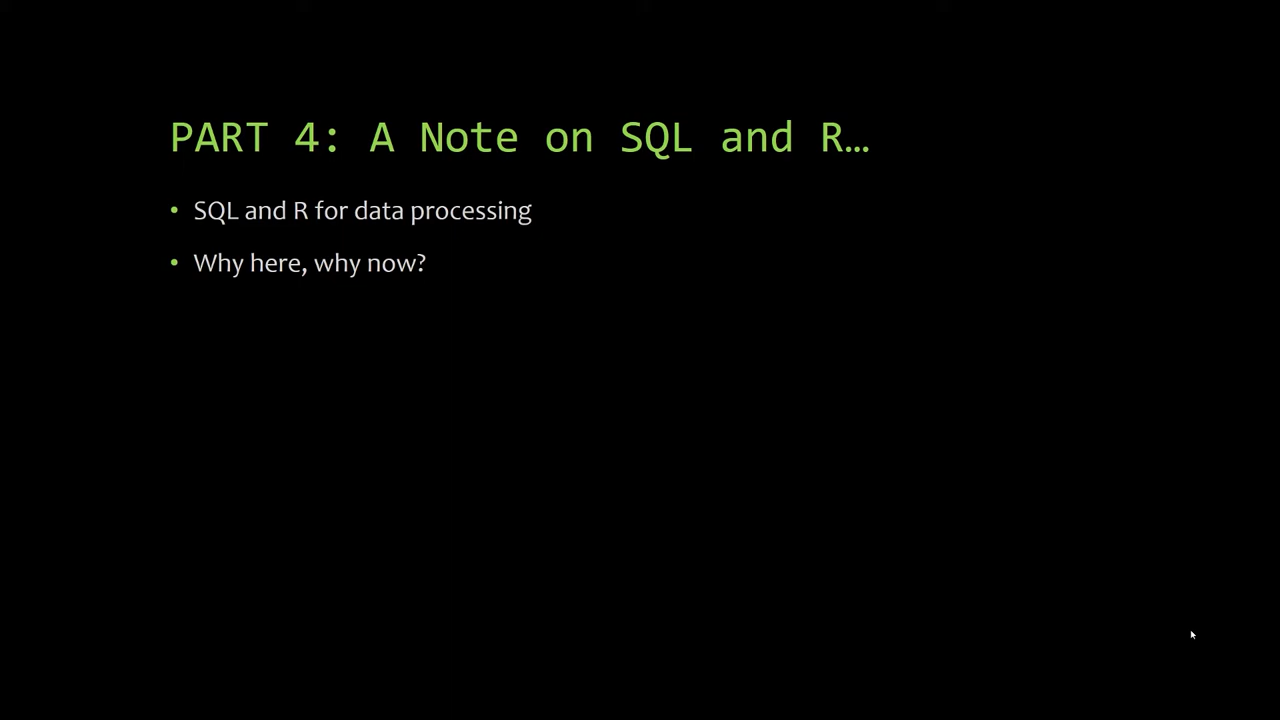 PART 4: A Note on SQL and R…
• SQL and R for data processing
• Why here, why now?